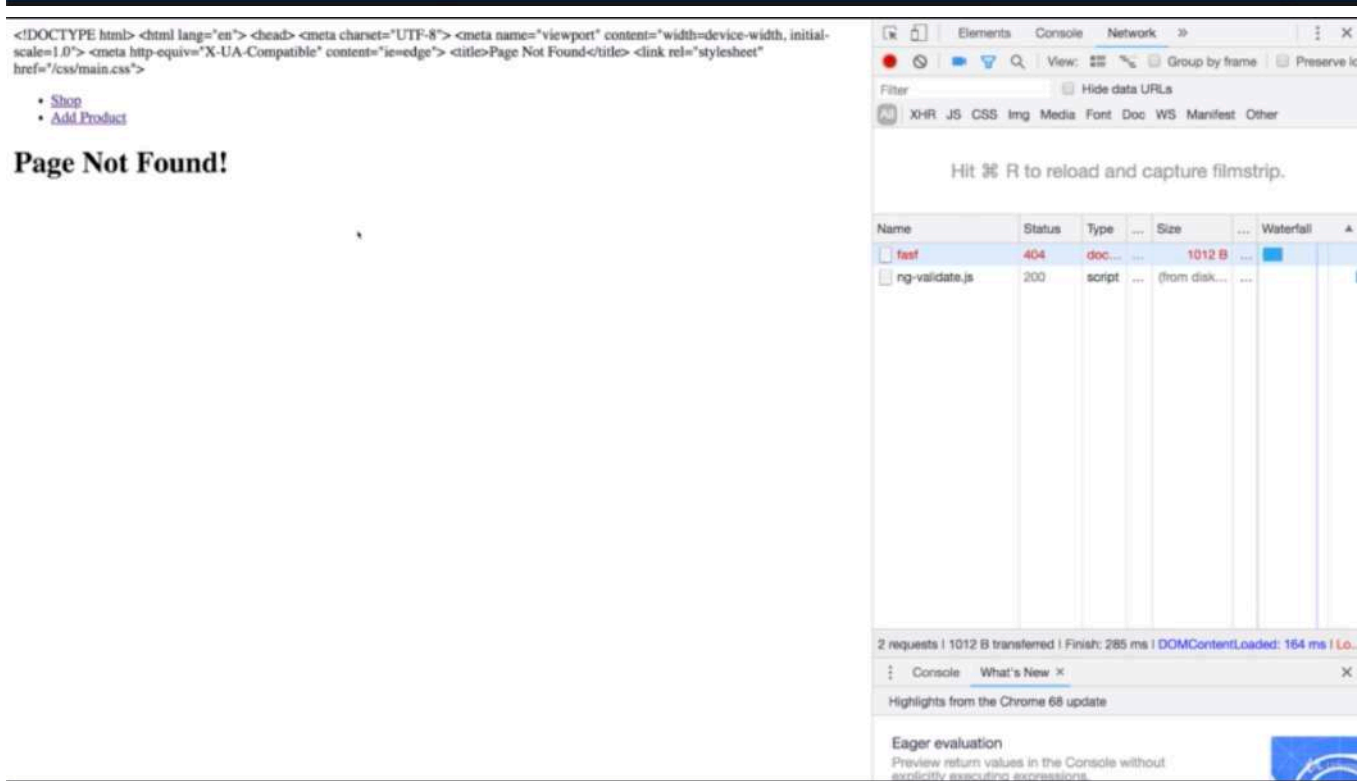 <!DOCTYPE html> <html lang="en"> <head> <meta charset="UTF-8"> <meta name="viewport" content="width=device-width, initial-
scale=1.0"> <meta http-equiv="X-UA-Compatible" content="ie=edge"> <title>Page Not Found</title> <link rel="stylesheet"
href="/css/main.css">
• Shop
• Add Product
Page Not Found!
Elements Console Network »
View: Group by frame Preserve lo
Filter Hide data URLs
All XHR JS CSS Img Media Font Doc WS Manifest Other
Hit ⌘ R to reload and capture filmstrip.
Name Status Type ... Size ... Waterfall
fasf 404 doc... ... 1012 B ...
ng-validate.js 200 script ... (from disk... ...
2 requests | 1012 B transferred | Finish: 285 ms | DOMContentLoaded: 164 ms | Lo...
Console What's New ×
Highlights from the Chrome 68 update
Eager evaluation
Preview return values in the Console without
explicitly executing expressions.